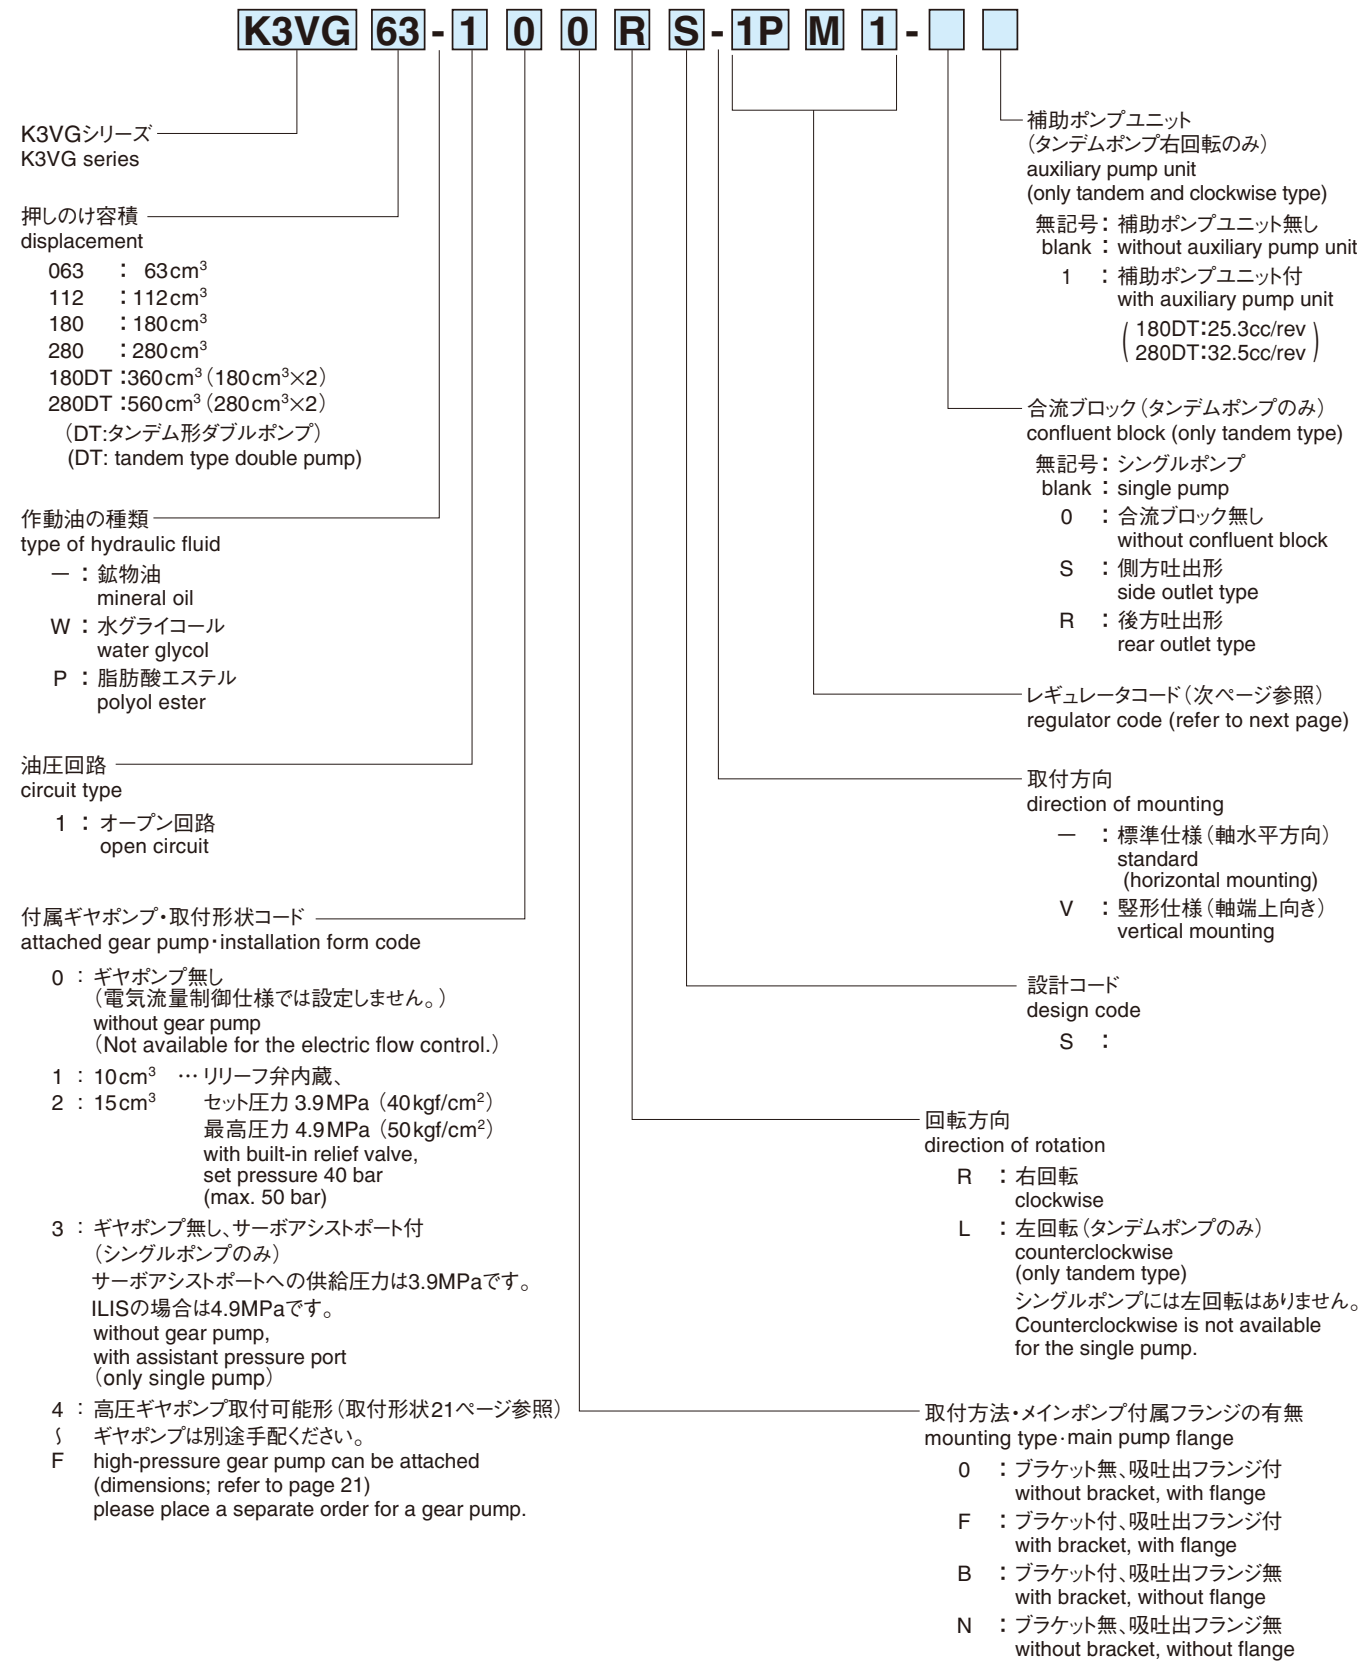 K3VG 63 - 1 0 0 R S - 1P M 1 -
K3VGシリーズ
K3VG series
押しのけ容積
displacement
063 : 63cm³
112 : 112cm³
180 : 180cm³
280 : 280cm³
180DT : 360cm³（180cm³×2）
280DT : 560cm³（280cm³×2）
（DT:タンデム形ダブルポンプ）
(DT: tandem type double pump)
作動油の種類
type of hydraulic fluid
－ : 鉱物油
mineral oil
W : 水グライコール
water glycol
P : 脂肪酸エステル
polyol ester
油圧回路
circuit type
1 : オープン回路
open circuit
付属ギヤポンプ・取付形状コード
attached gear pump・installation form code
0 : ギヤポンプ無し
（電気流量制御仕様では設定しません。）
without gear pump
（Not available for the electric flow control.）
1 : 10cm³ … リリーフ弁内蔵、
2 : 15cm³ セット圧力 3.9MPa（40kgf/cm²）
最高圧力 4.9MPa（50kgf/cm²）
with built-in relief valve,
set pressure 40 bar
(max. 50 bar)
3 : ギヤポンプ無し、サーボアシストポート付
（シングルポンプのみ）
サーボアシストポートへの供給圧力は3.9MPaです。
ILISの場合は4.9MPaです。
without gear pump,
with assistant pressure port
（only single pump）
4 : 高圧ギヤポンプ取付可能形（取付形状21ページ参照）
∫ ギヤポンプは別途手配ください。
F high-pressure gear pump can be attached
(dimensions; refer to page 21)
please place a separate order for a gear pump.
補助ポンプユニット
（タンデムポンプ右回転のみ）
auxiliary pump unit
(only tandem and clockwise type)
無記号 : 補助ポンプユニット無し
blank : without auxiliary pump unit
1 : 補助ポンプユニット付
with auxiliary pump unit
( 180DT:25.3cc/rev )
( 280DT:32.5cc/rev )
合流ブロック（タンデムポンプのみ）
confluent block (only tandem type)
無記号 : シングルポンプ
blank : single pump
0 : 合流ブロック無し
without confluent block
S : 側方吐出形
side outlet type
R : 後方吐出形
rear outlet type
レギュレータコード（次ページ参照）
regulator code (refer to next page)
取付方向
direction of mounting
－ : 標準仕様（軸水平方向）
standard
(horizontal mounting)
V : 竪形仕様（軸端上向き）
vertical mounting
設計コード
design code
S :
回転方向
direction of rotation
R : 右回転
clockwise
L : 左回転（タンデムポンプのみ）
counterclockwise
(only tandem type)
シングルポンプには左回転はありません。
Counterclockwise is not available
for the single pump.
取付方法・メインポンプ付属フランジの有無
mounting type·main pump flange
0 : ブラケット無、吸吐出フランジ付
without bracket, with flange
F : ブラケット付、吸吐出フランジ付
with bracket, with flange
B : ブラケット付、吸吐出フランジ無
with bracket, without flange
N : ブラケット無、吸吐出フランジ無
without bracket, without flange